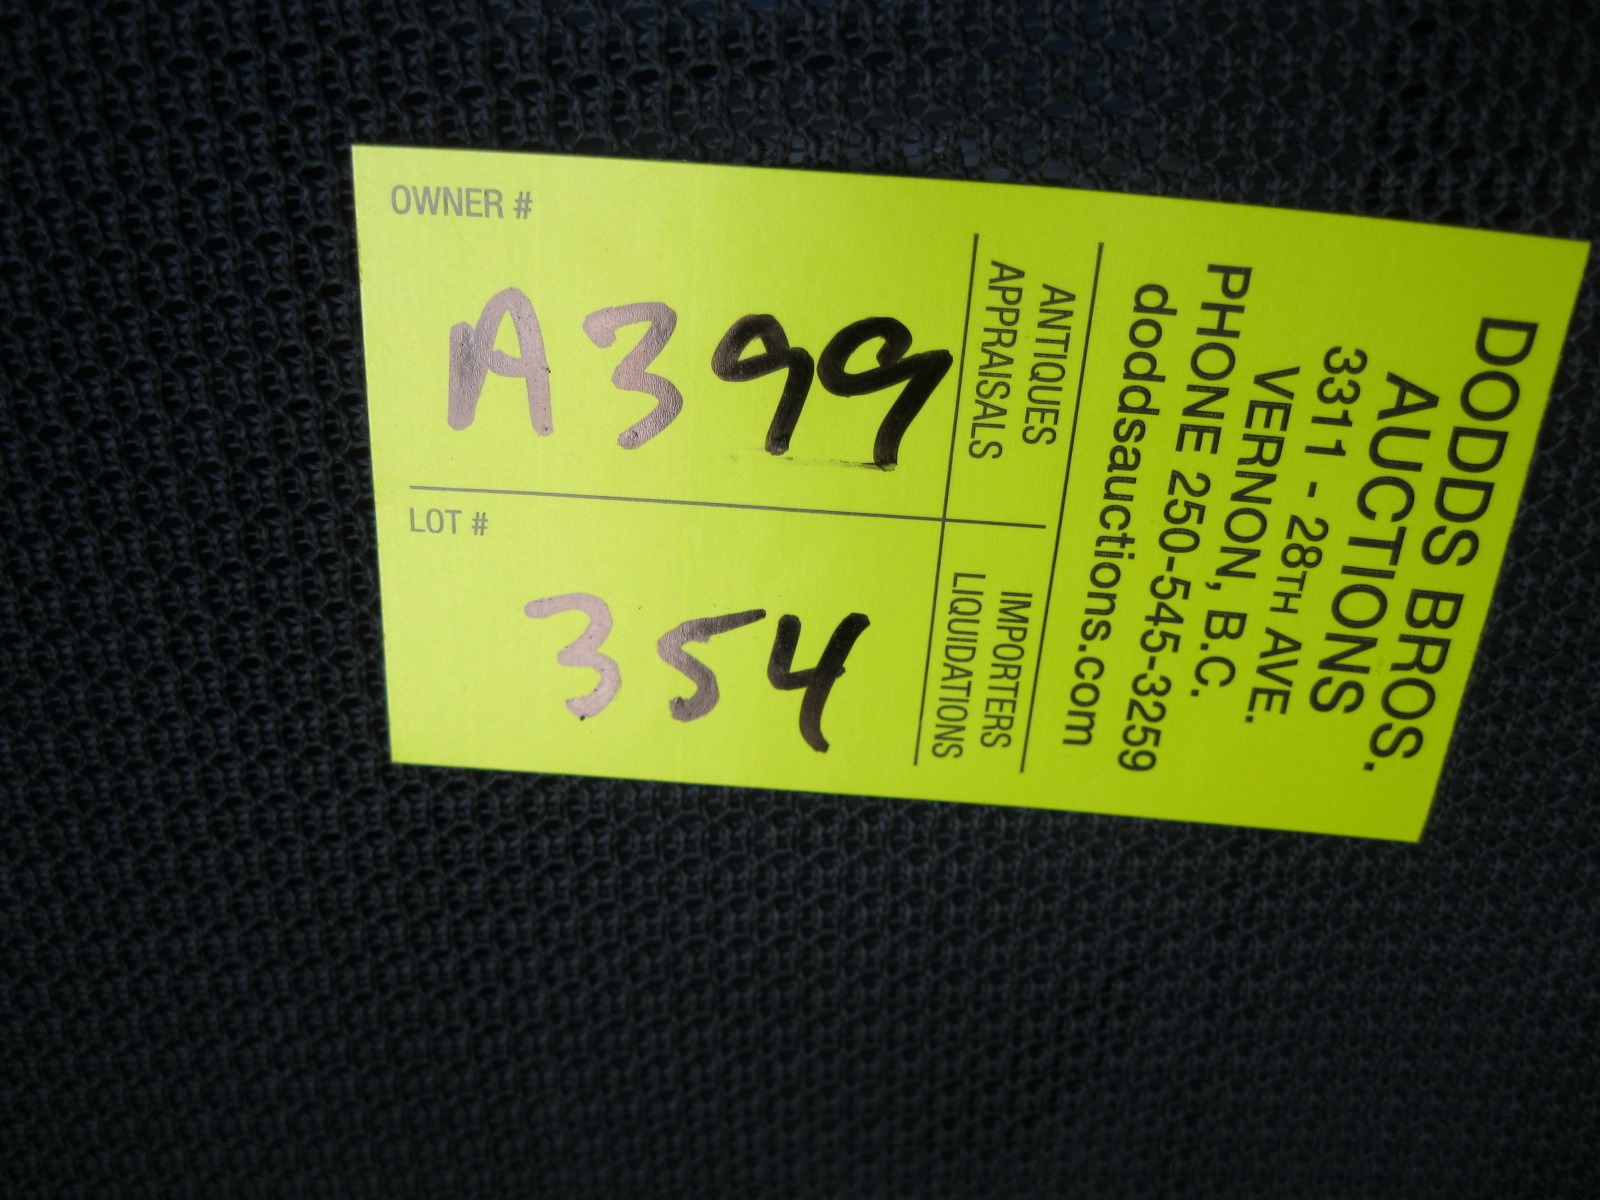 DODDS BROS.
AUCTIONS
3311 - 28TH AVE.
VERNON, B.C.
PHONE 250-545-3259
doddsauctions.com
ANTIQUES
APPRAISALS
IMPORTERS
LIQUIDATIONS
OWNER #
A399
LOT #
354